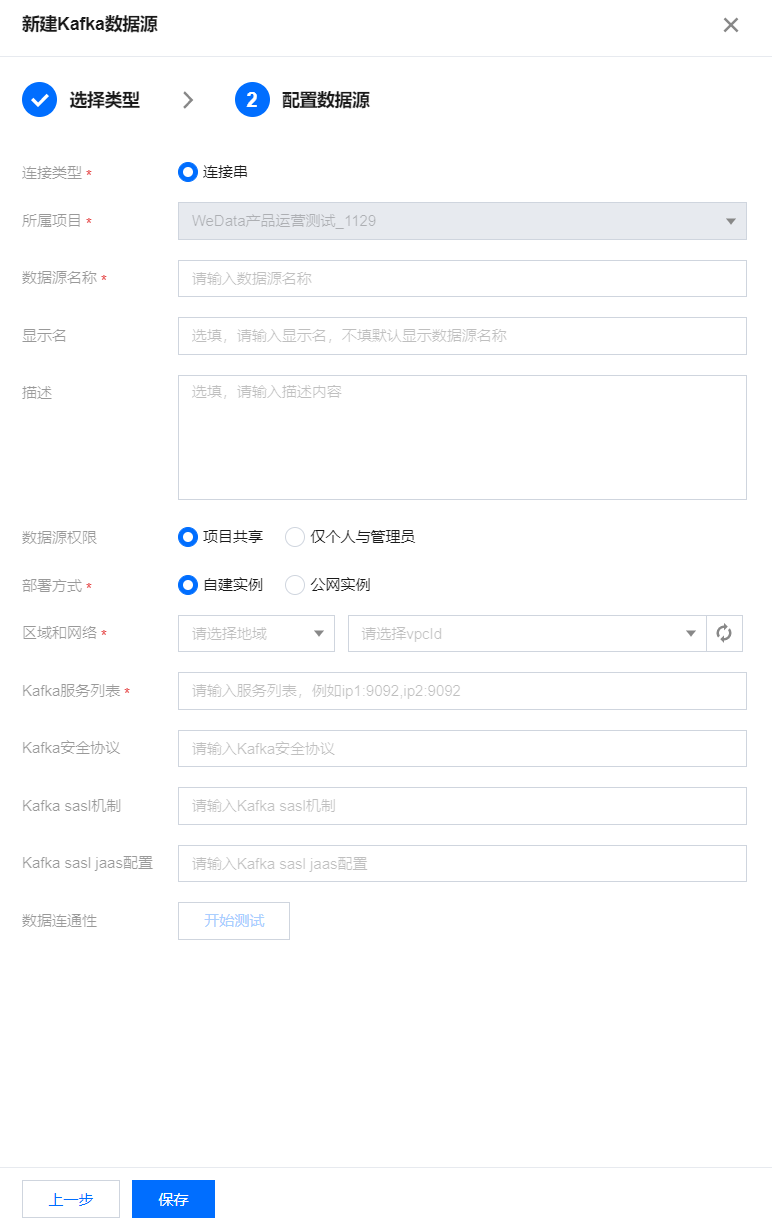 新建Kafka数据源
选择类型
2 配置数据源
连接类型 * 连接串
所属项目 * WeData产品运营测试_1129
数据源名称 * 请输入数据源名称
显示名 选填，请输入显示名，不填默认显示数据源名称
描述 选填，请输入描述内容
数据源权限 项目共享 仅个人与管理员
部署方式 * 自建实例 公网实例
区域和网络 * 请选择地域 请选择vpcId
Kafka服务列表 * 请输入服务列表，例如ip1:9092,ip2:9092
Kafka安全协议 请输入Kafka安全协议
Kafka sasl机制 请输入Kafka sasl机制
Kafka sasl jaas配置 请输入Kafka sasl jaas配置
数据连通性 开始测试
上一步 保存